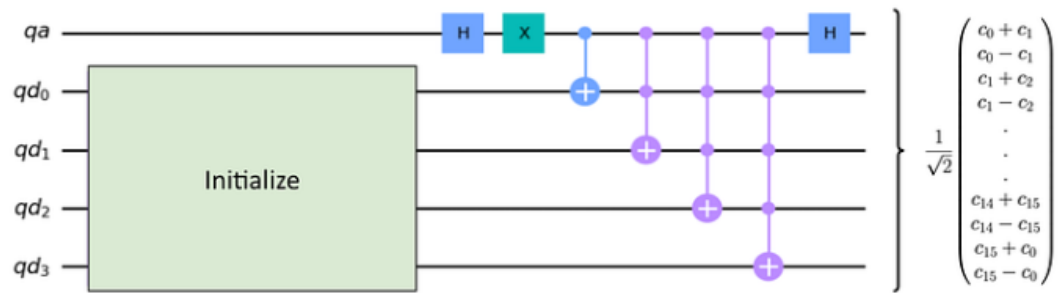 qa H X H
qd₀
qd₁
qd₂
qd₃
Initialize
1
√2
c₀ + c₁
c₀ − c₁
c₁ + c₂
c₁ − c₂
.
.
.
c₁₄ + c₁₅
c₁₄ − c₁₅
c₁₅ + c₀
c₁₅ − c₀